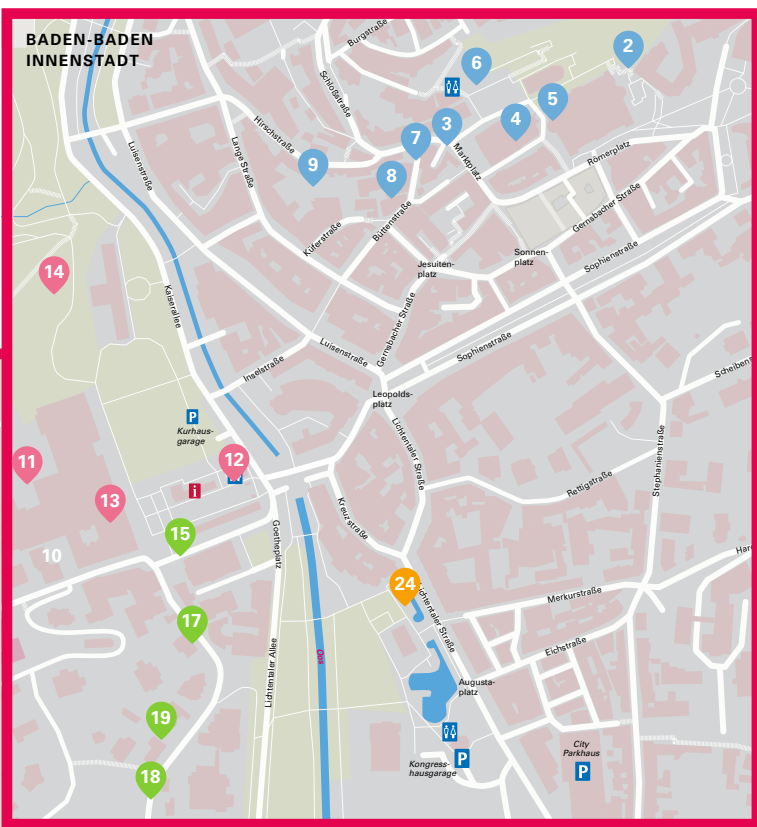 BADEN-BADEN
INNENSTADT
Burgstraße
2
6
Schloßstraße
5
4
3
7
Hirschstraße
Lange Straße
Luisenstraße
9
8
Marktplatz
Römerplatz
Gernsbacher Straße
Küferstraße
Büttenstraße
Sonnen-
platz
Sophienstraße
Jesuiten-
platz
14
Kaiserallee
Gernsbacher Straße
Luisenstraße
Sophienstraße
Inselstraße
Scheibens
Leopolds-
platz
P
Kurhaus-
garage
Lichtentaler Straße
Stephanienstraße
11
12
i
13
Rettigstraße
Kreuzstraße
15
Goetheplatz
10
Har
24
Lichtentaler Straße
Merkurstraße
17
Eichstraße
Oos
Lichtentaler Allee
Augusta-
platz
19
18
P
Kongress-
hausgarage
City
Parkhaus
P